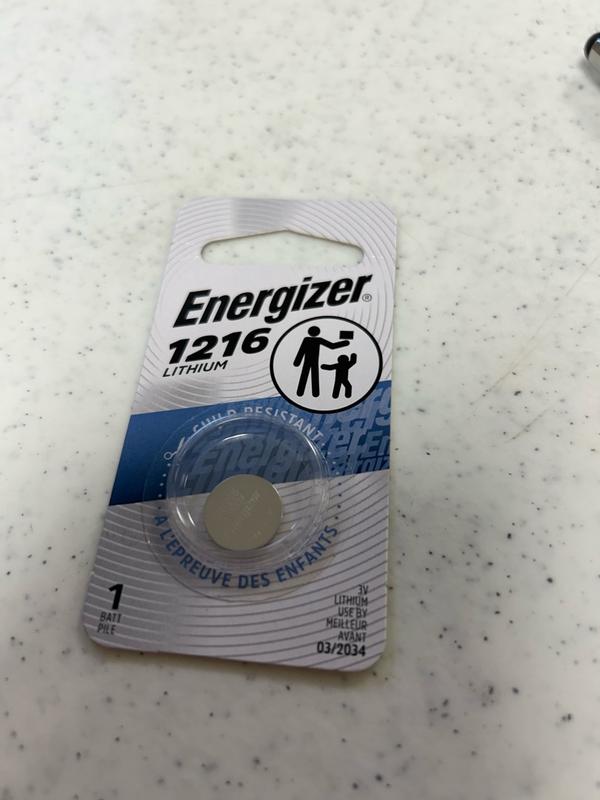 Energizer®
1216
LITHIUM
CHILD RESISTANT
Energizer
À L'ÉPREUVE DES ENFANTS
1
BATT
PILE
3V
LITHIUM
USE BY
MEILLEUR
AVANT
03/2034